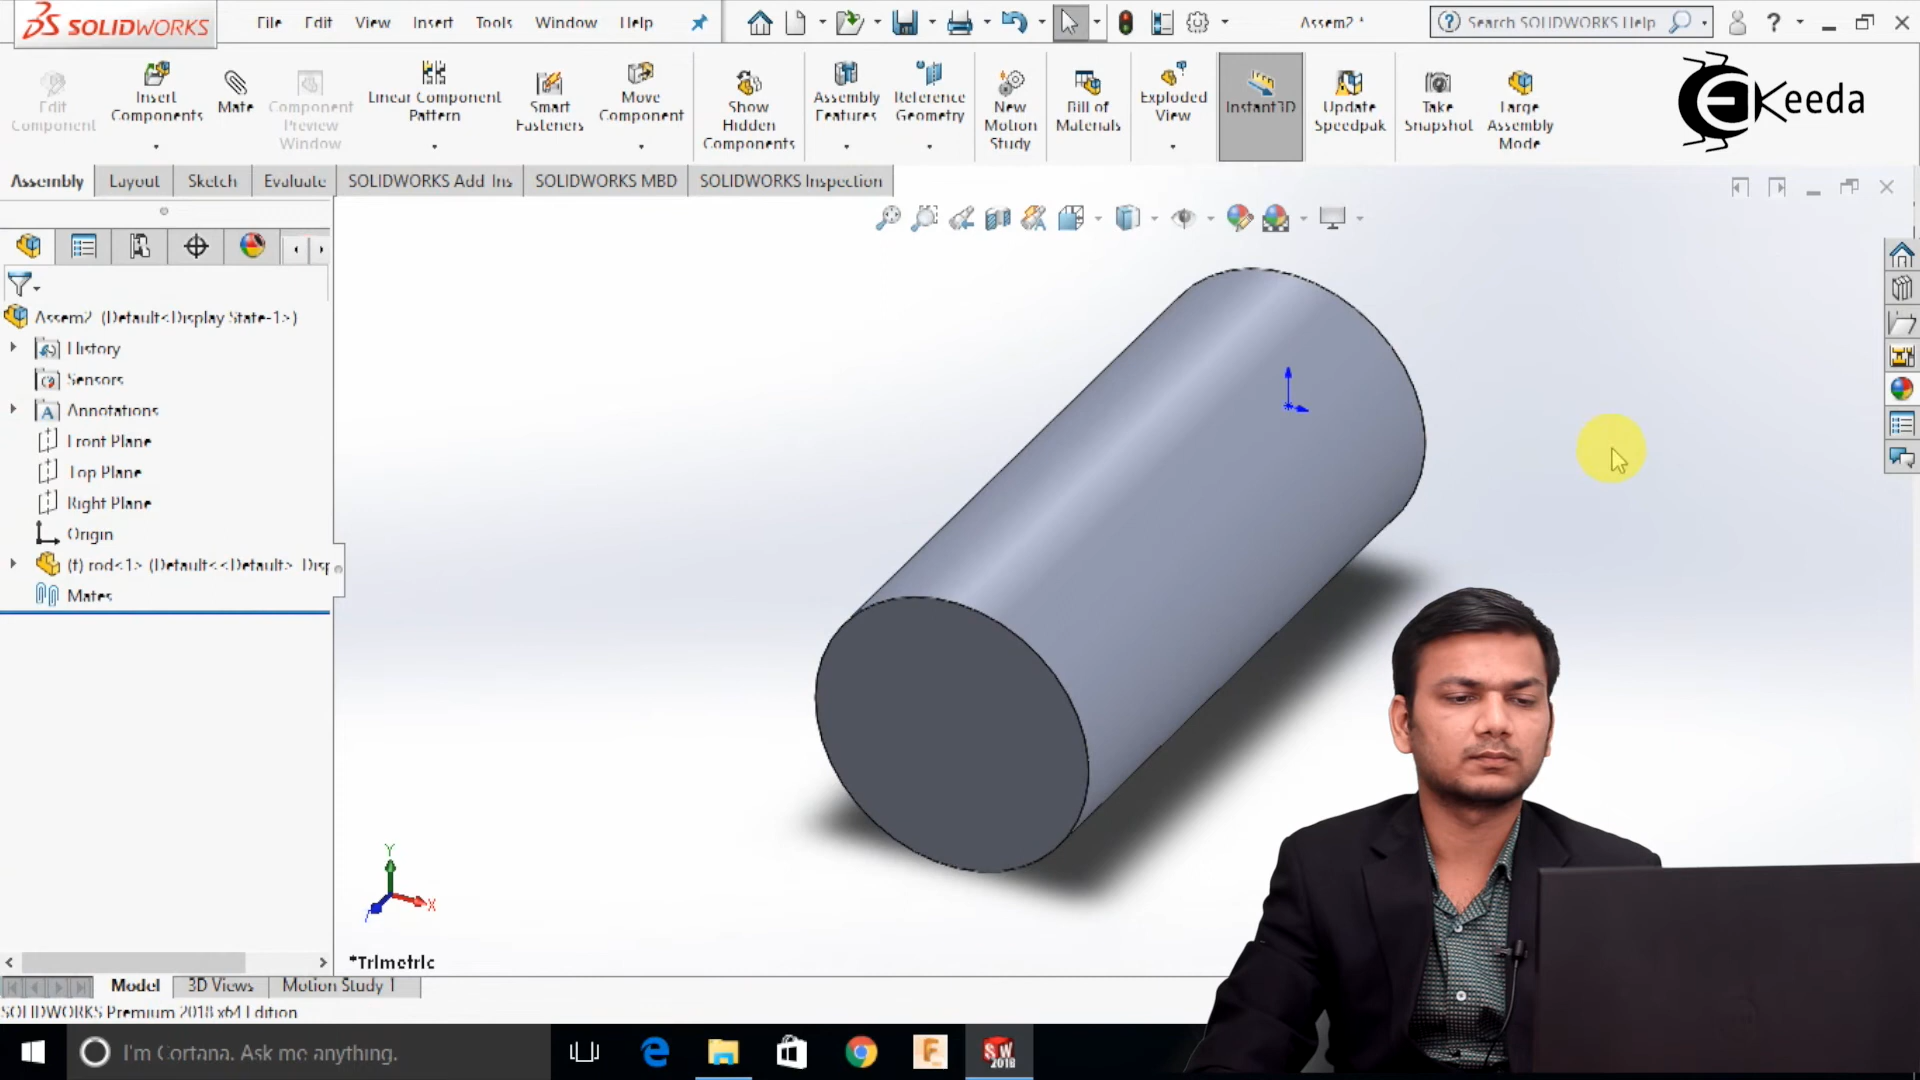 SOLIDWORKS File Edit View Insert Tools Window Help Assem2 * Search SOLIDWORKS Help ?
Edit Component
Insert Components
Mate
Component Preview Window
Linear Component Pattern
Smart Fasteners
Move Component
Show Hidden Components
Assembly Features
Reference Geometry
New Motion Study
Bill of Materials
Exploded View
Instant3D
Update Speedpak
Take Snapshot
Large Assembly Mode
EKeeda
Assembly Layout Sketch Evaluate SOLIDWORKS Add-Ins SOLIDWORKS MBD SOLIDWORKS Inspection
Assem2 (Default<Display State-1>)
History
Sensors
A Annotations
Front Plane
Top Plane
Right Plane
Origin
(f) rod<1> (Default<<Default>_Disp
Mates
Y
X
*Trimetric
Model 3D Views Motion Study 1
SOLIDWORKS Premium 2018 x64 Edition
I'm Cortana. Ask me anything.
SW 2018